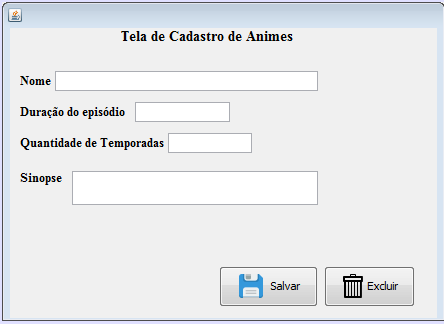 Tela de Cadastro de Animes
Nome
Duração do episódio
Quantidade de Temporadas
Sinopse
Salvar Excluir